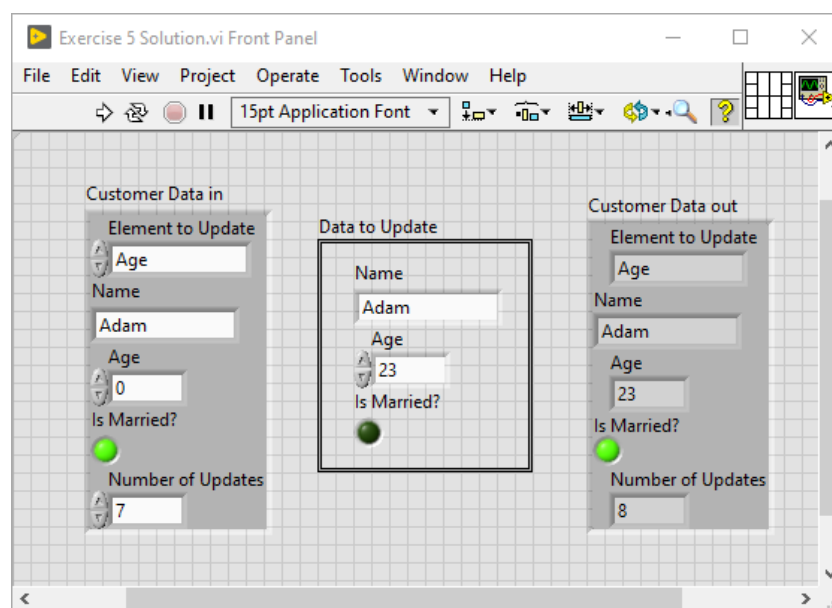 Exercise 5 Solution.vi Front Panel
File Edit View Project Operate Tools Window Help
15pt Application Font
Customer Data in
Element to Update
Age
Name
Adam
Age
0
Is Married?
Number of Updates
7
Data to Update
Name
Adam
Age
23
Is Married?
Customer Data out
Element to Update
Age
Name
Adam
Age
23
Is Married?
Number of Updates
8